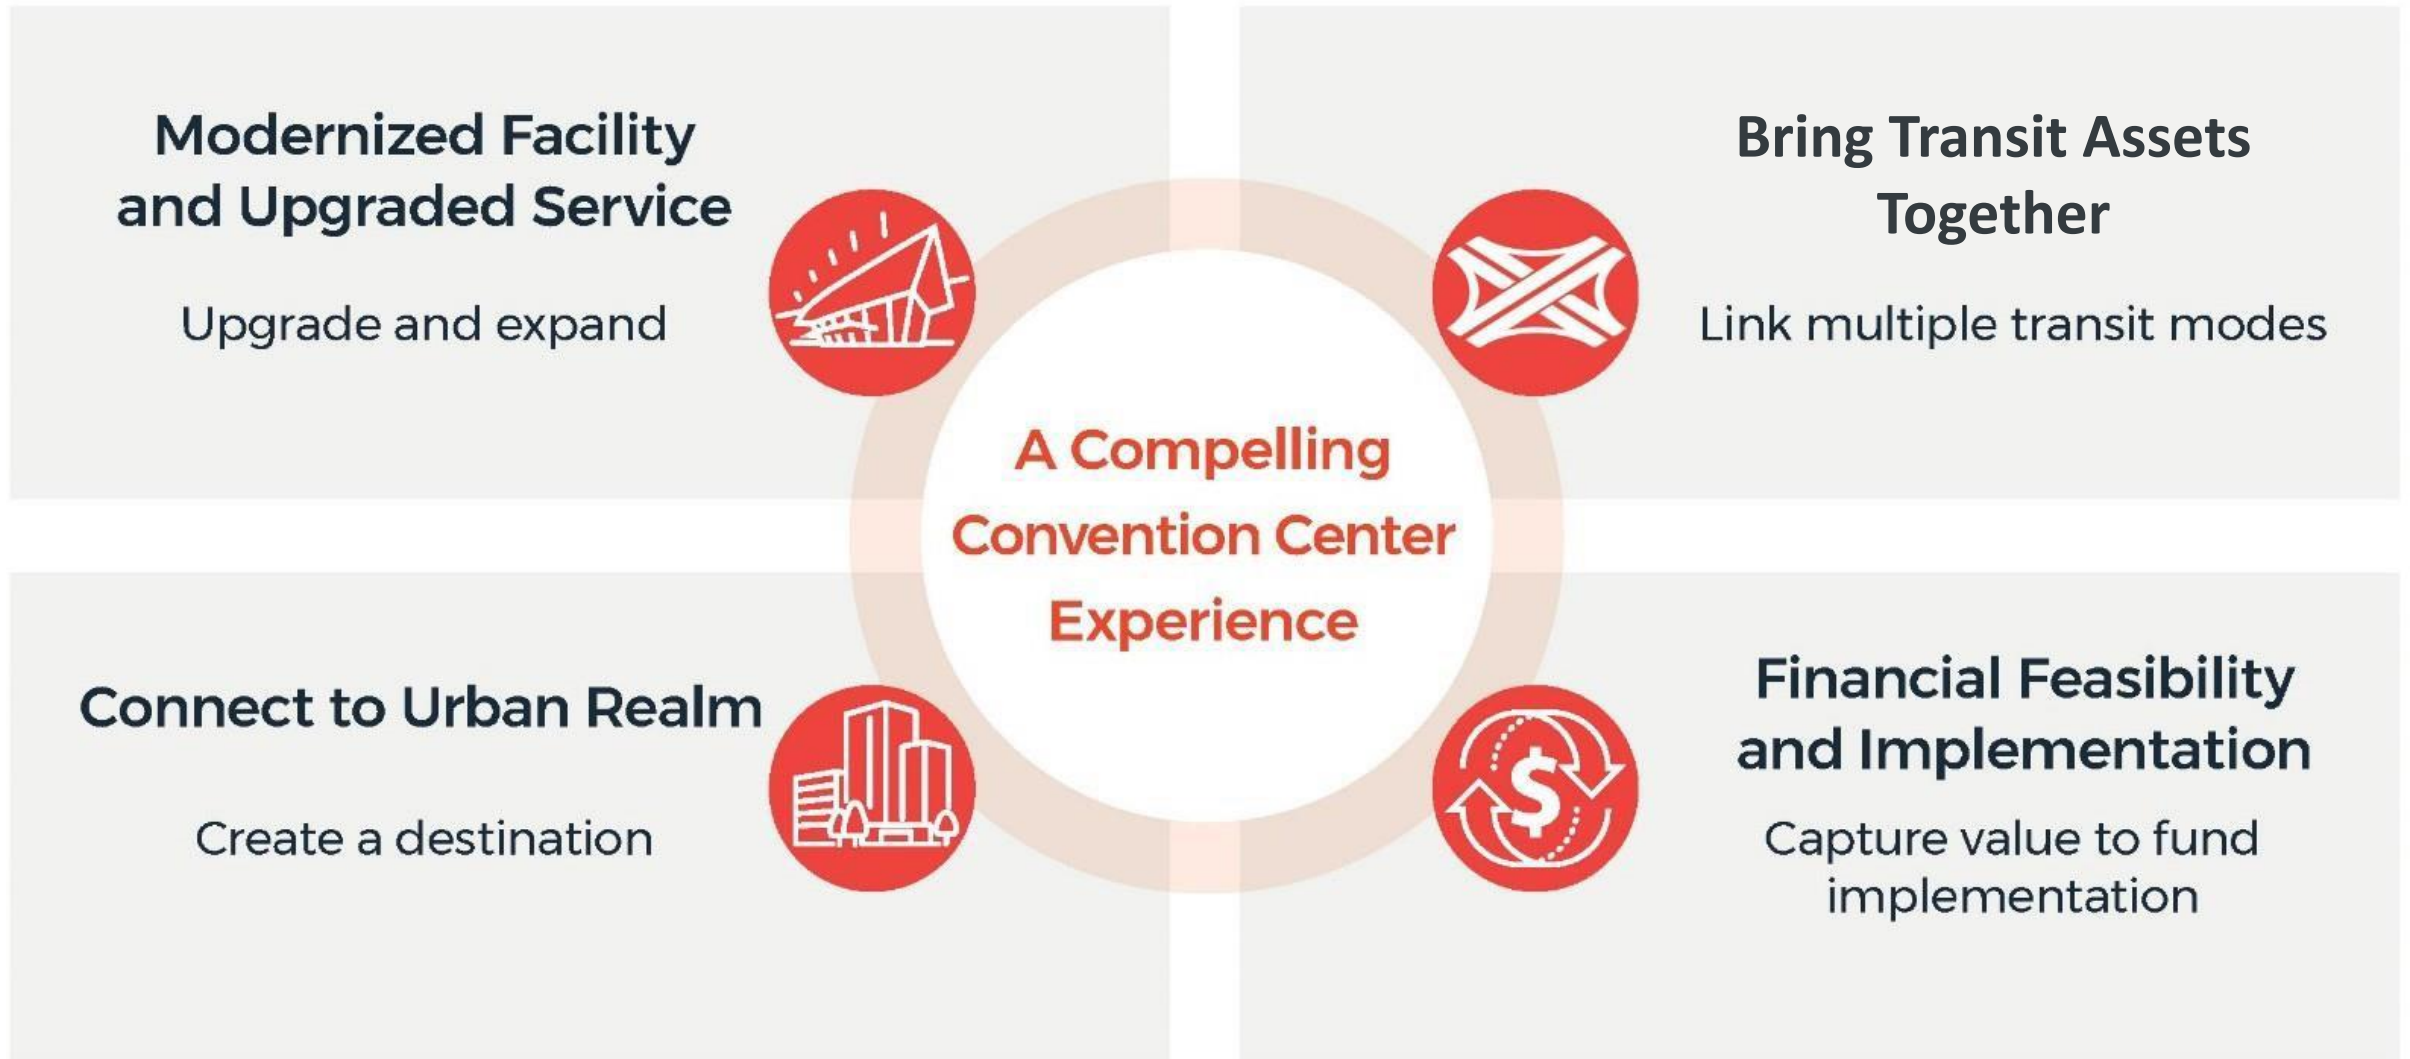 Modernized Facility
and Upgraded Service
Upgrade and expand
Bring Transit Assets
Together
Link multiple transit modes
A Compelling
Convention Center
Experience
Connect to Urban Realm
Create a destination
Financial Feasibility
and Implementation
Capture value to fund
implementation
$